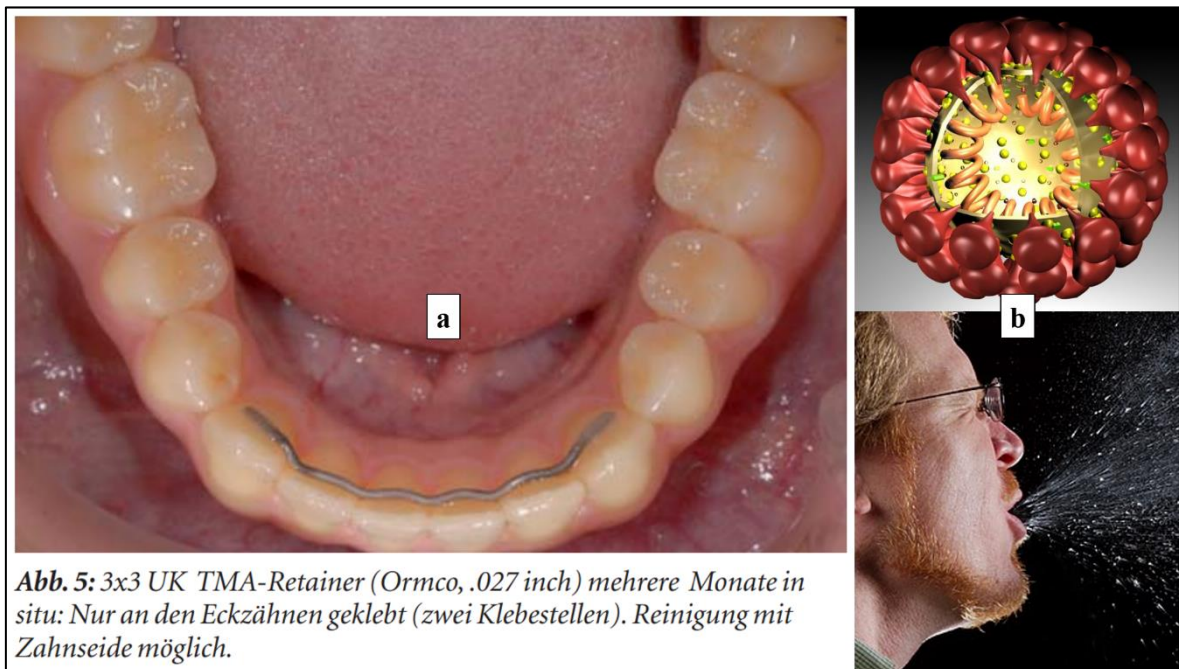 a
b
Abb. 5: 3x3 UK TMA-Retainer (Ormco, .027 inch) mehrere Monate in
situ: Nur an den Eckzähnen geklebt (zwei Klebestellen). Reinigung mit
Zahnseide möglich.